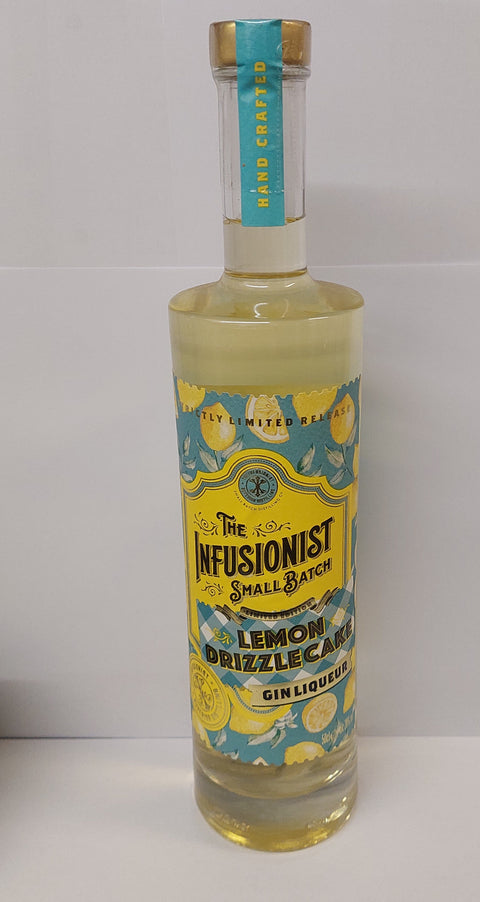 HAND CRAFTED
STRICTLY LIMITED RELEASE
THE
INFUSIONIST
SMALL BATCH
LIMITED EDITION
LEMON
DRIZZLE CAKE
GIN LIQUEUR